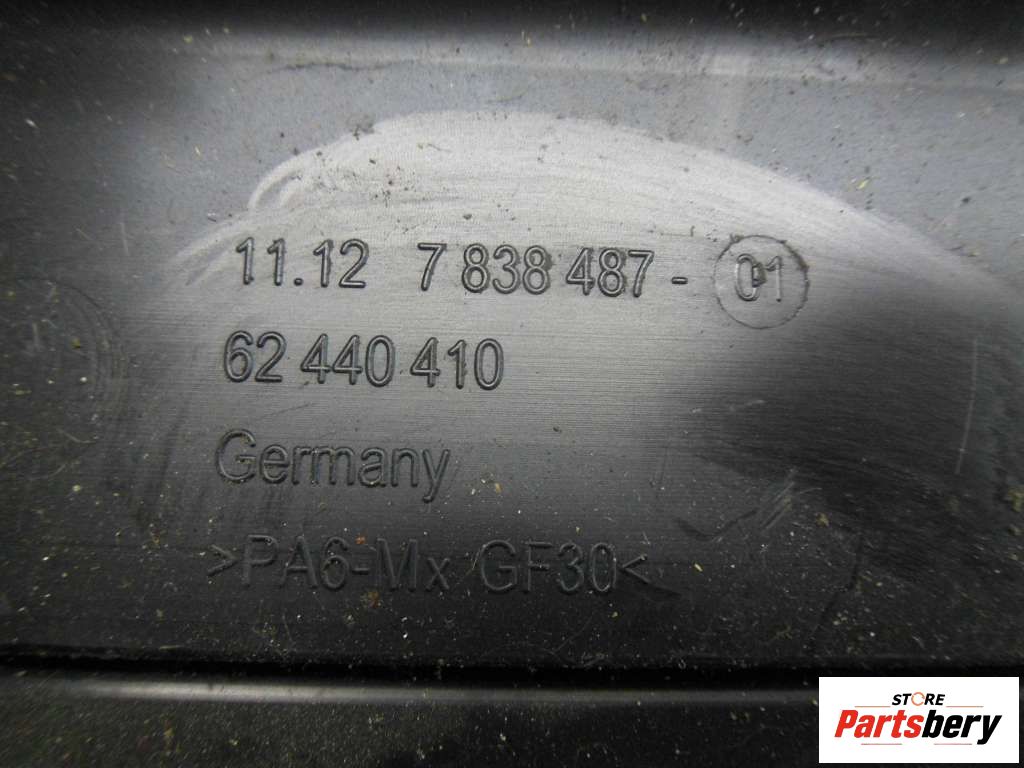 11.12 7 838 487 - 01
62 440 410
Germany
>PA6-Mx GF30<
STORE
Partsbery